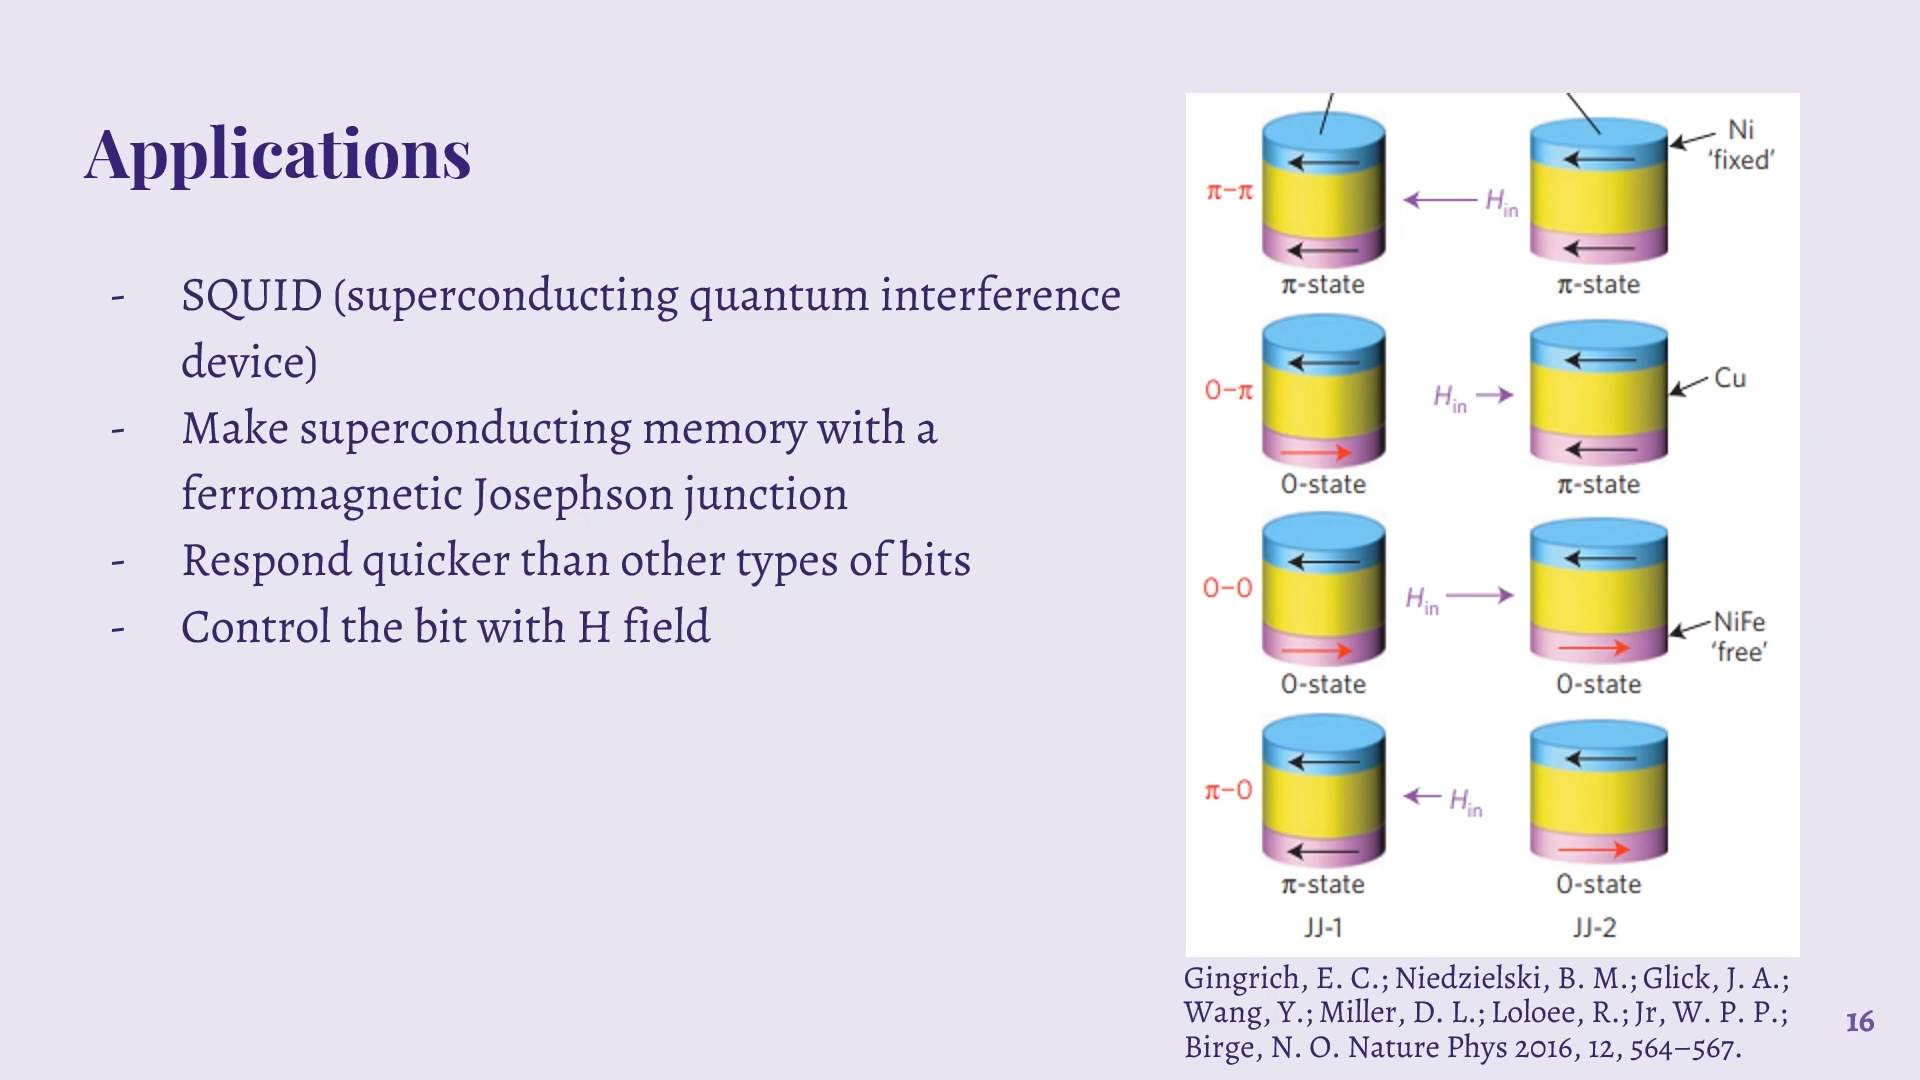 Applications
- SQUID (superconducting quantum interference
device)
- Make superconducting memory with a
ferromagnetic Josephson junction
- Respond quicker than other types of bits
- Control the bit with H field
Ni
'fixed'
π–π
H_in
π-state π-state
0–π
H_in
Cu
0-state π-state
0–0
H_in
NiFe
'free'
0-state 0-state
π–0
H_in
π-state 0-state
JJ-1 JJ-2
Gingrich, E. C.; Niedzielski, B. M.; Glick, J. A.;
Wang, Y.; Miller, D. L.; Loloee, R.; Jr, W. P. P.;
Birge, N. O. Nature Phys 2016, 12, 564–567.
16